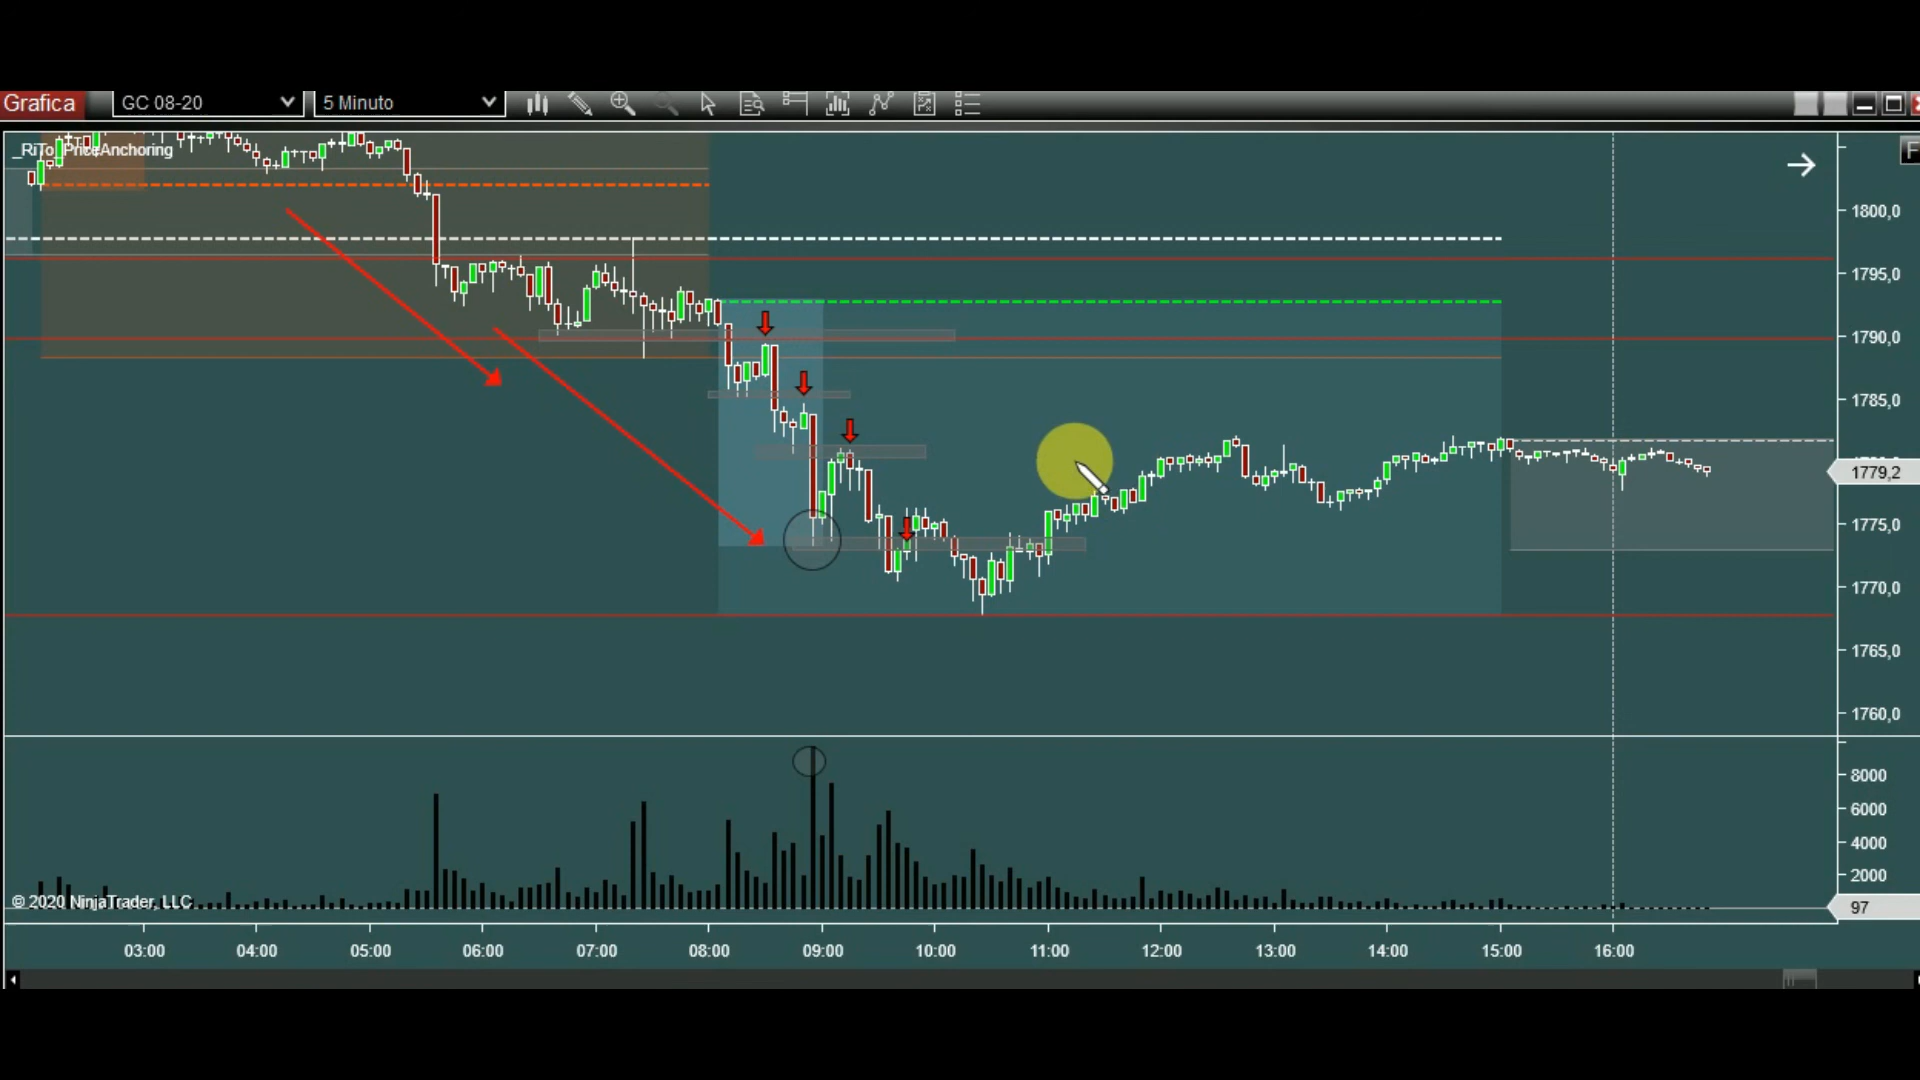 Grafica
GC 08-20
5 Minuto
_RiTo_PriceAnchoring
F
1800,0
1795,0
1790,0
1785,0
1779,2
1775,0
1770,0
1765,0
1760,0
8000
6000
4000
2000
97
© 2020 NinjaTrader, LLC
03:00 04:00 05:00 06:00 07:00 08:00 09:00 10:00 11:00 12:00 13:00 14:00 15:00 16:00